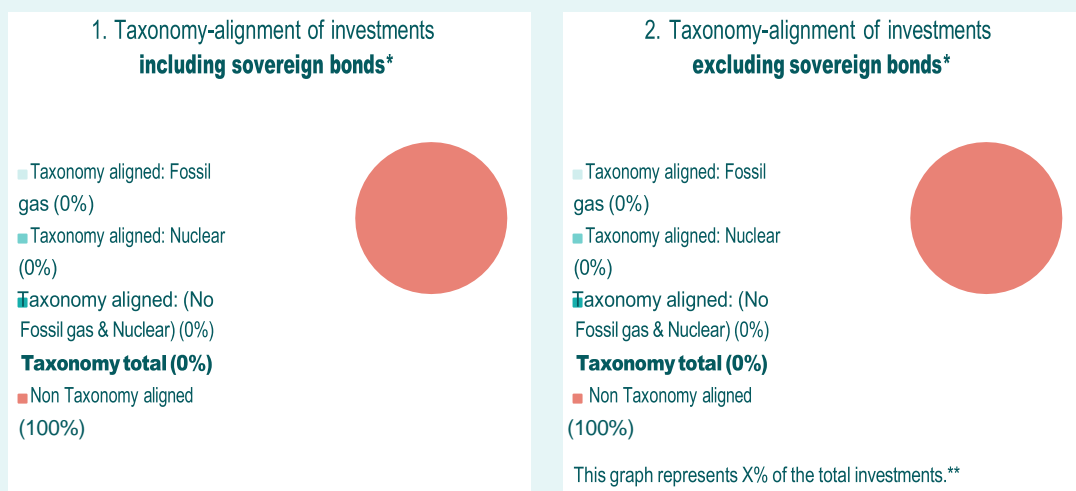 1. Taxonomy-alignment of investments
including sovereign bonds*
Taxonomy aligned: Fossil
gas (0%)
Taxonomy aligned: Nuclear
(0%)
Taxonomy aligned: (No
Fossil gas & Nuclear) (0%)
Taxonomy total (0%)
Non Taxonomy aligned
(100%)
2. Taxonomy-alignment of investments
excluding sovereign bonds*
Taxonomy aligned: Fossil
gas (0%)
Taxonomy aligned: Nuclear
(0%)
Taxonomy aligned: (No
Fossil gas & Nuclear) (0%)
Taxonomy total (0%)
Non Taxonomy aligned
(100%)
This graph represents X% of the total investments.**